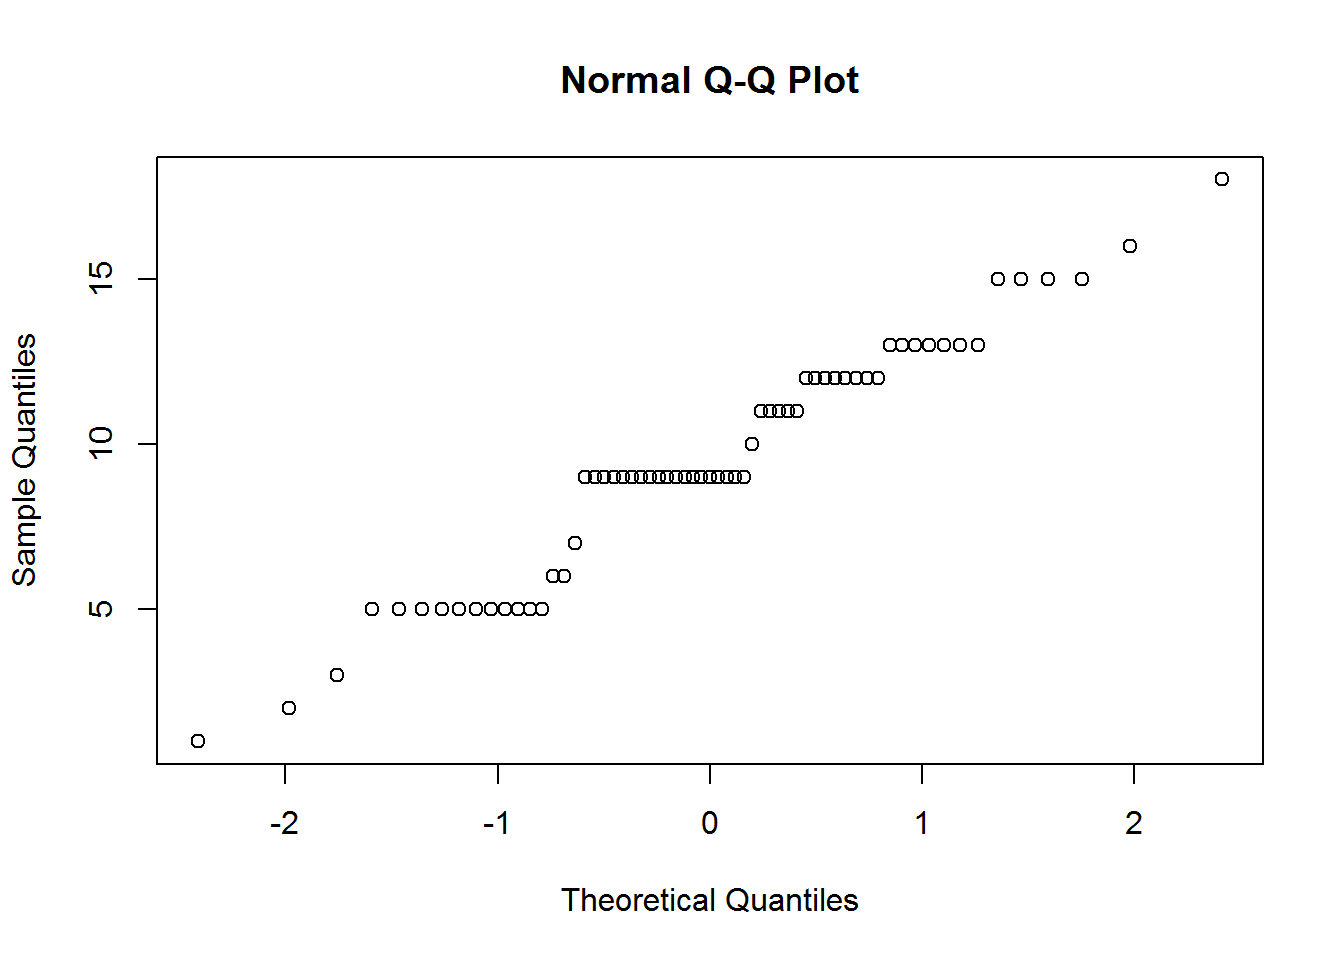 Normal Q-Q Plot
Sample Quantiles
15
10
5
-2 -1 0 1 2
Theoretical Quantiles